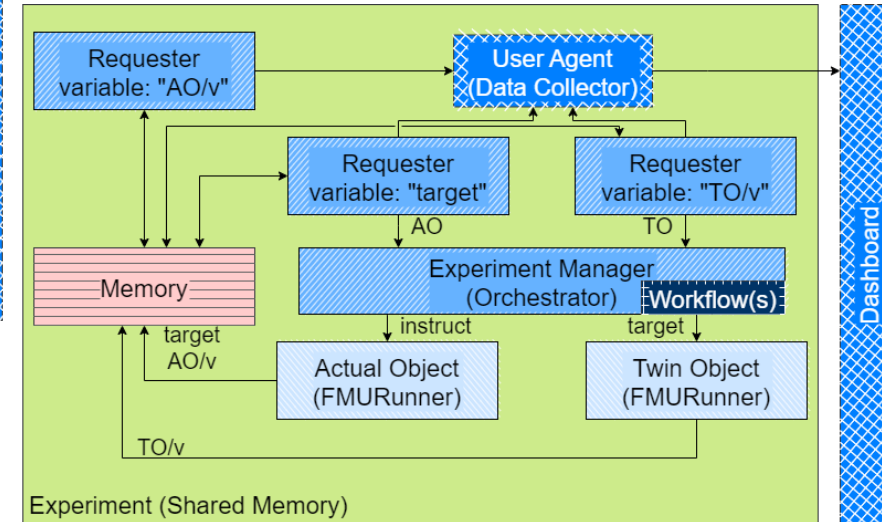 Requester
variable: "AO/v"
User Agent
(Data Collector)
Requester
variable: "target"
Requester
variable: "TO/v"
AO
TO
Memory
Experiment Manager
(Orchestrator)
Workflow(s)
target
AO/v
instruct
target
Actual Object
(FMURunner)
Twin Object
(FMURunner)
TO/v
Experiment (Shared Memory)
Dashboard